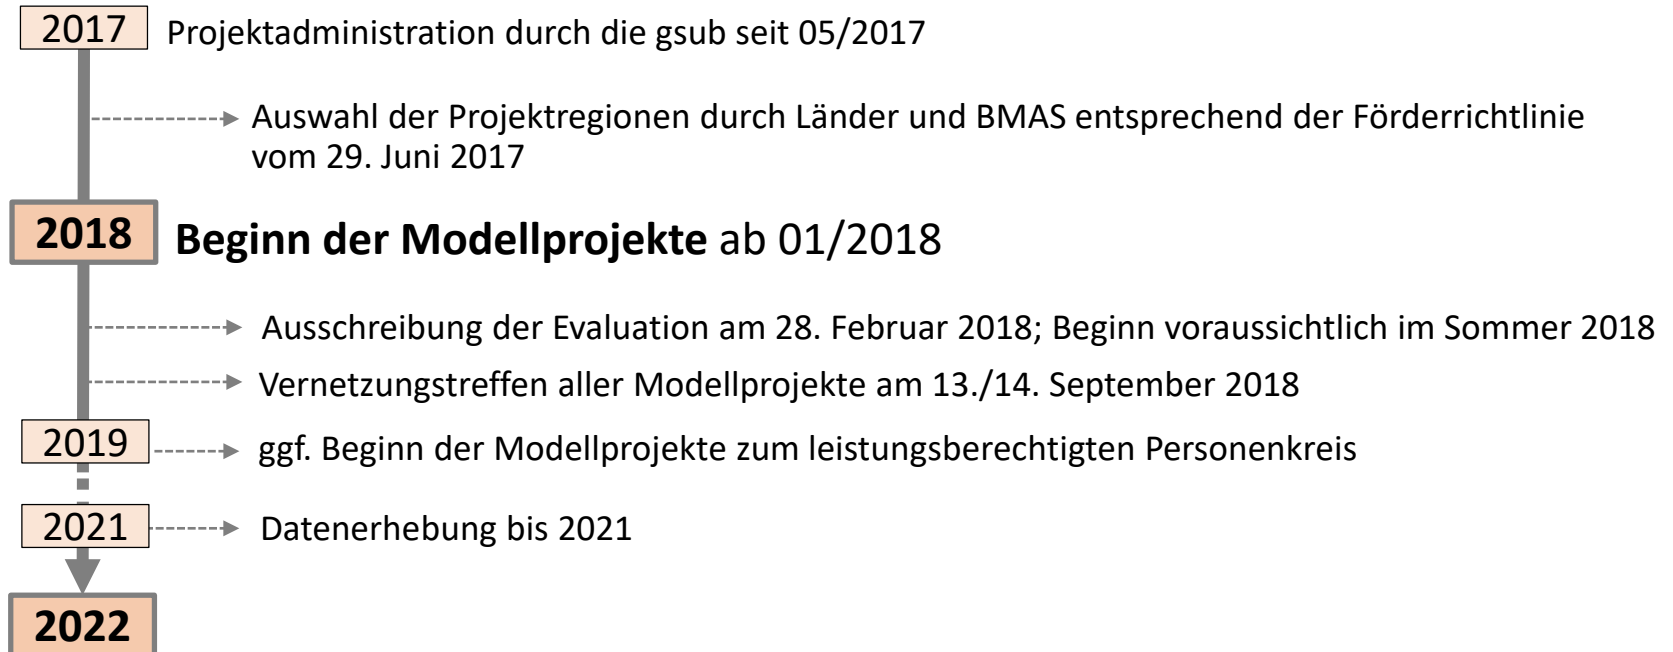 2017 Projektadministration durch die gsub seit 05/2017
Auswahl der Projektregionen durch Länder und BMAS entsprechend der Förderrichtlinie
vom 29. Juni 2017
2018 Beginn der Modellprojekte ab 01/2018
Ausschreibung der Evaluation am 28. Februar 2018; Beginn voraussichtlich im Sommer 2018
Vernetzungstreffen aller Modellprojekte am 13./14. September 2018
2019 ggf. Beginn der Modellprojekte zum leistungsberechtigten Personenkreis
2021 Datenerhebung bis 2021
2022